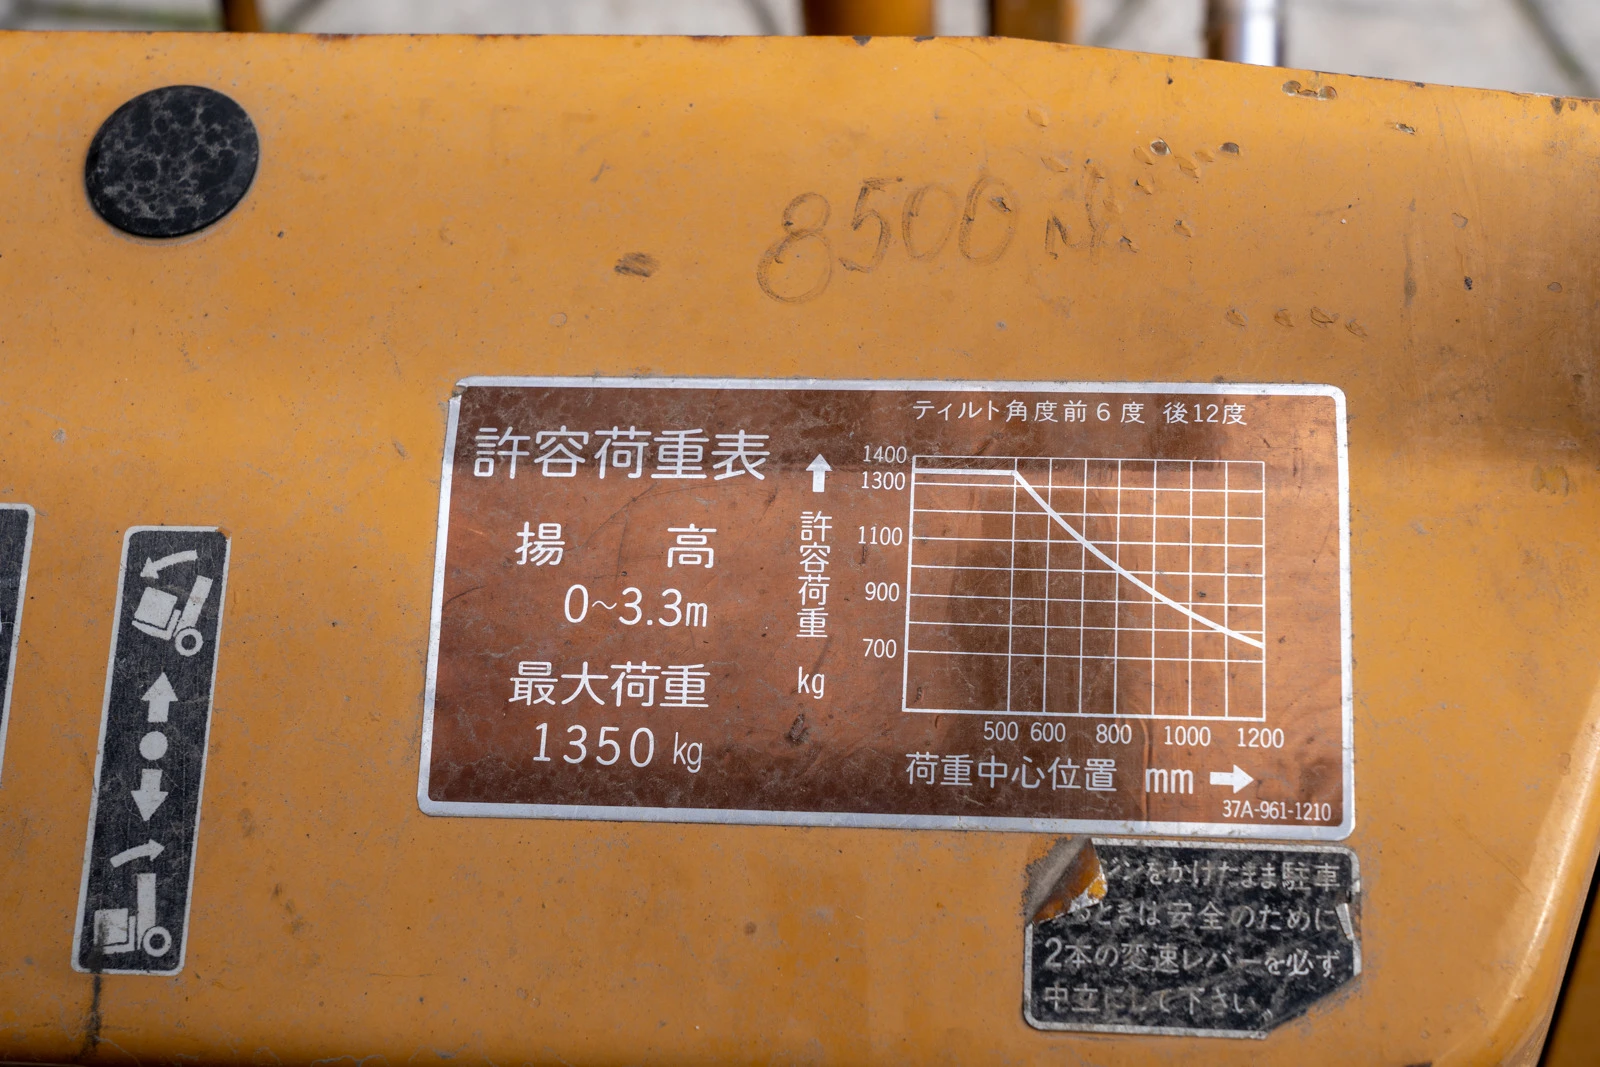 8500
ティルト角度前6度 後12度
許容荷重表
揚 高
0~3.3m
最大荷重
1350kg
許容荷重
kg
1400
1300
1100
900
700
500 600 800 1000 1200
荷重中心位置 mm
37A-961-1210
ジンをかけたまま駐車
るときは安全のために
2本の変速レバーを必ず
中立にして下さい。